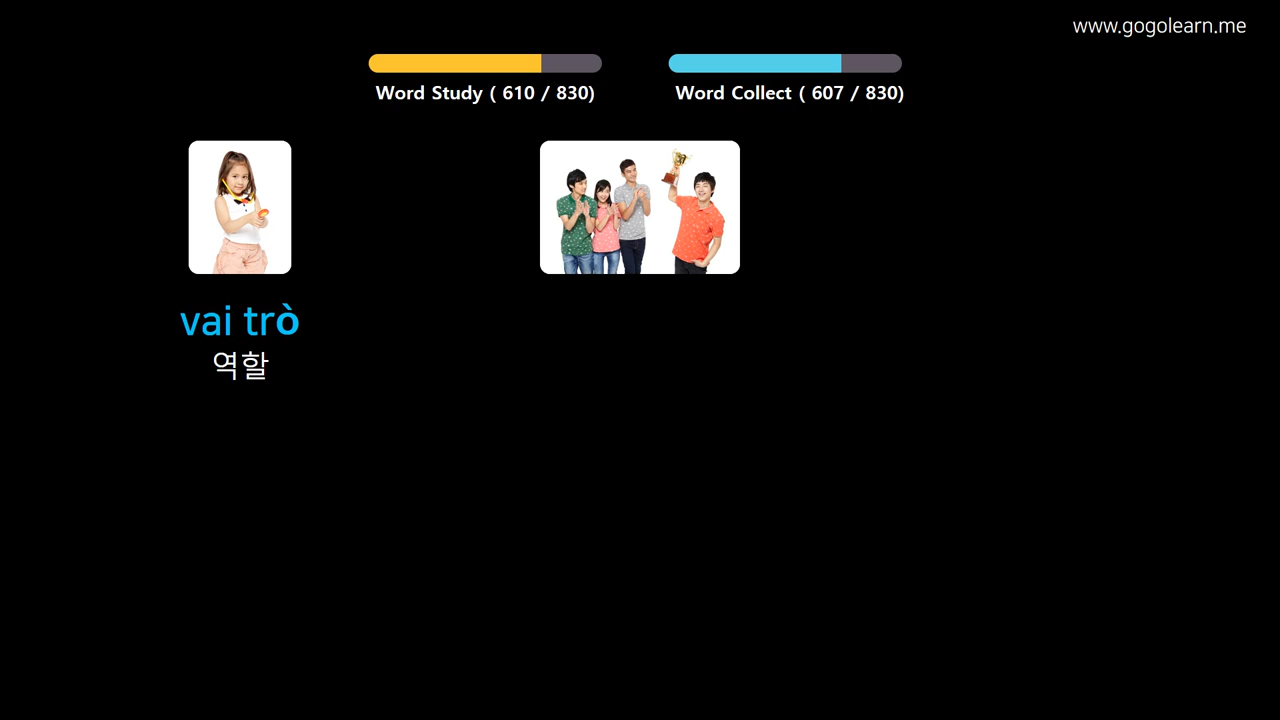 www.gogolearn.me
Word Study ( 610 / 830)
Word Collect ( 607 / 830)
vai trò
역할